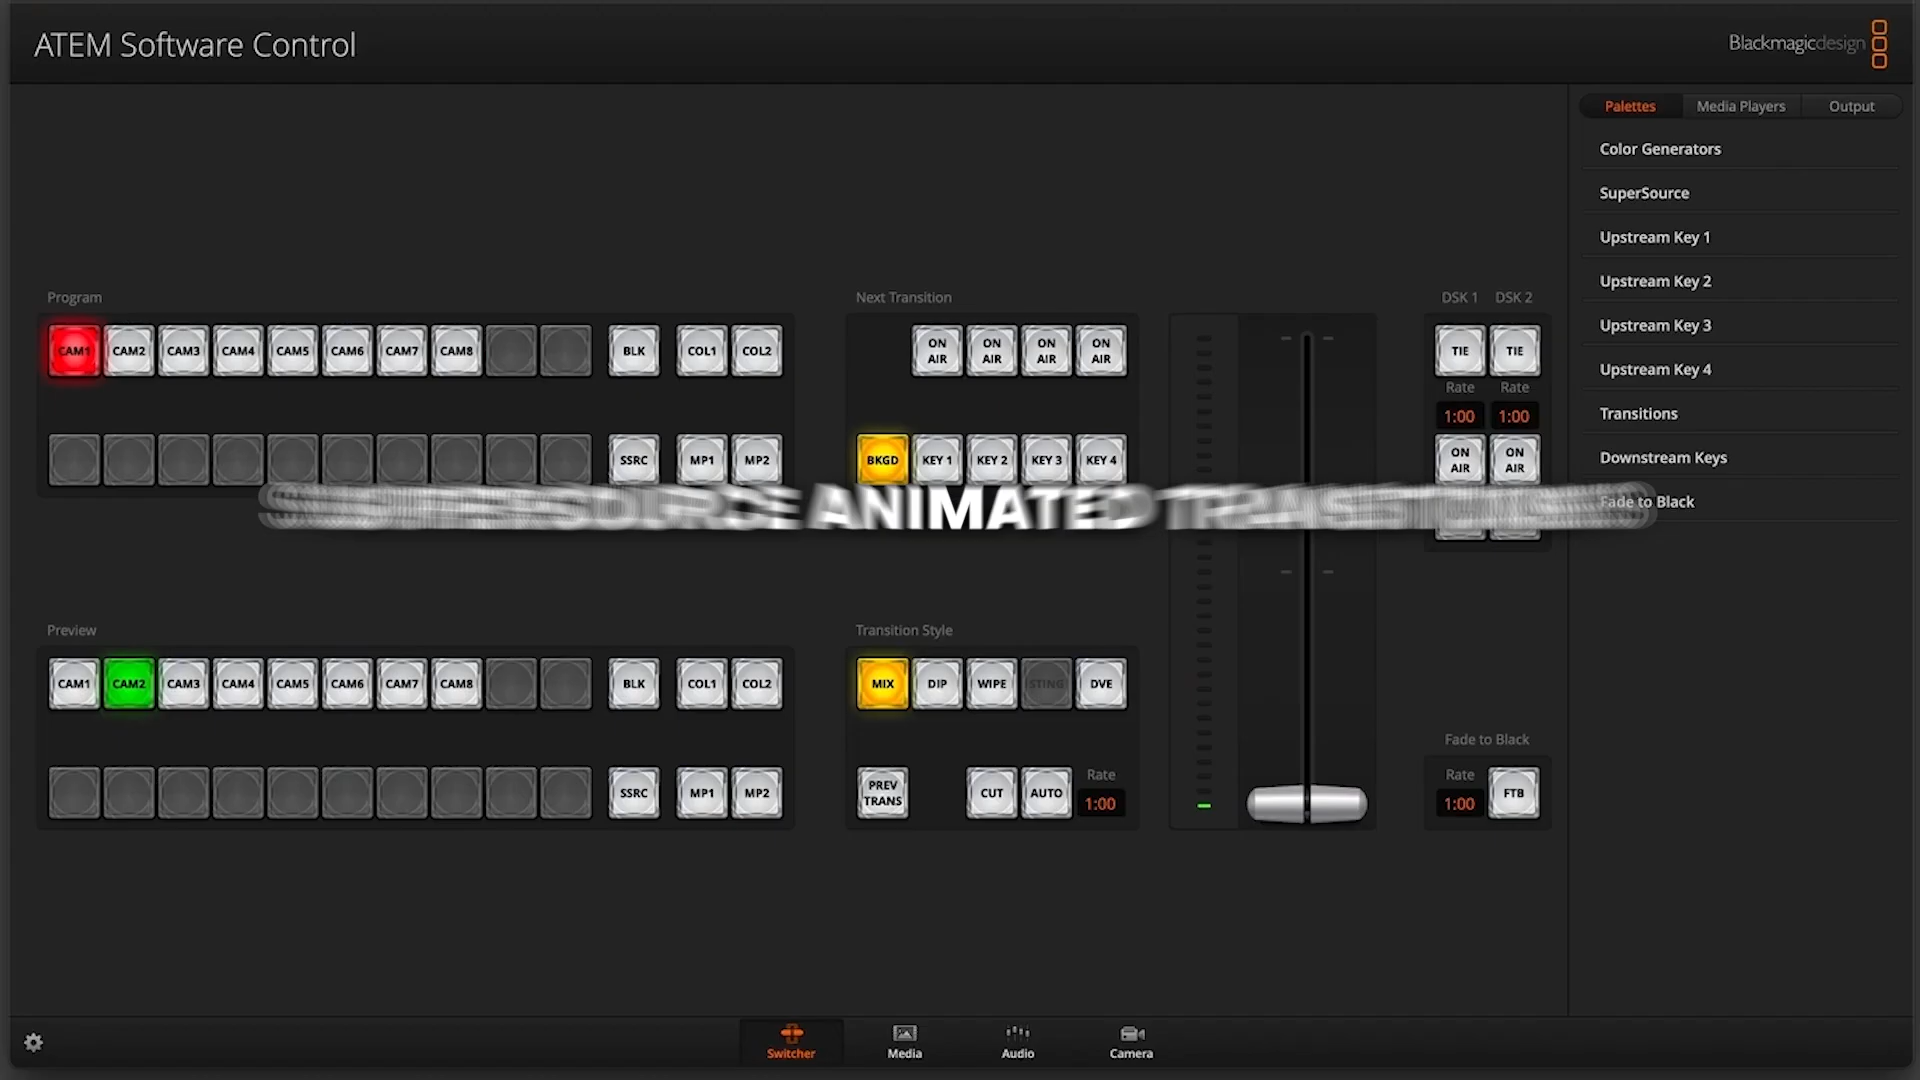 ATEM Software Control
Blackmagicdesign
Palettes
Media Players
Output
Color Generators
SuperSource
Upstream Key 1
Upstream Key 2
Upstream Key 3
Upstream Key 4
Transitions
Downstream Keys
Fade to Black
Program
CAM1 CAM2 CAM3 CAM4 CAM5 CAM6 CAM7 CAM8 BLK COL1 COL2
SSRC MP1 MP2
Next Transition
ON AIR ON AIR ON AIR ON AIR
BKGD KEY 1 KEY 2 KEY 3 KEY 4
DSK 1 DSK 2
TIE TIE
Rate Rate
1:00 1:00
ON AIR ON AIR
SOURCE ANIMATED
Preview
CAM1 CAM2 CAM3 CAM4 CAM5 CAM6 CAM7 CAM8 BLK COL1 COL2
SSRC MP1 MP2
Transition Style
MIX DIP WIPE STING DVE
PREV TRANS CUT AUTO
Rate
1:00
Fade to Black
Rate
1:00
FTB
Switcher
Media
Audio
Camera